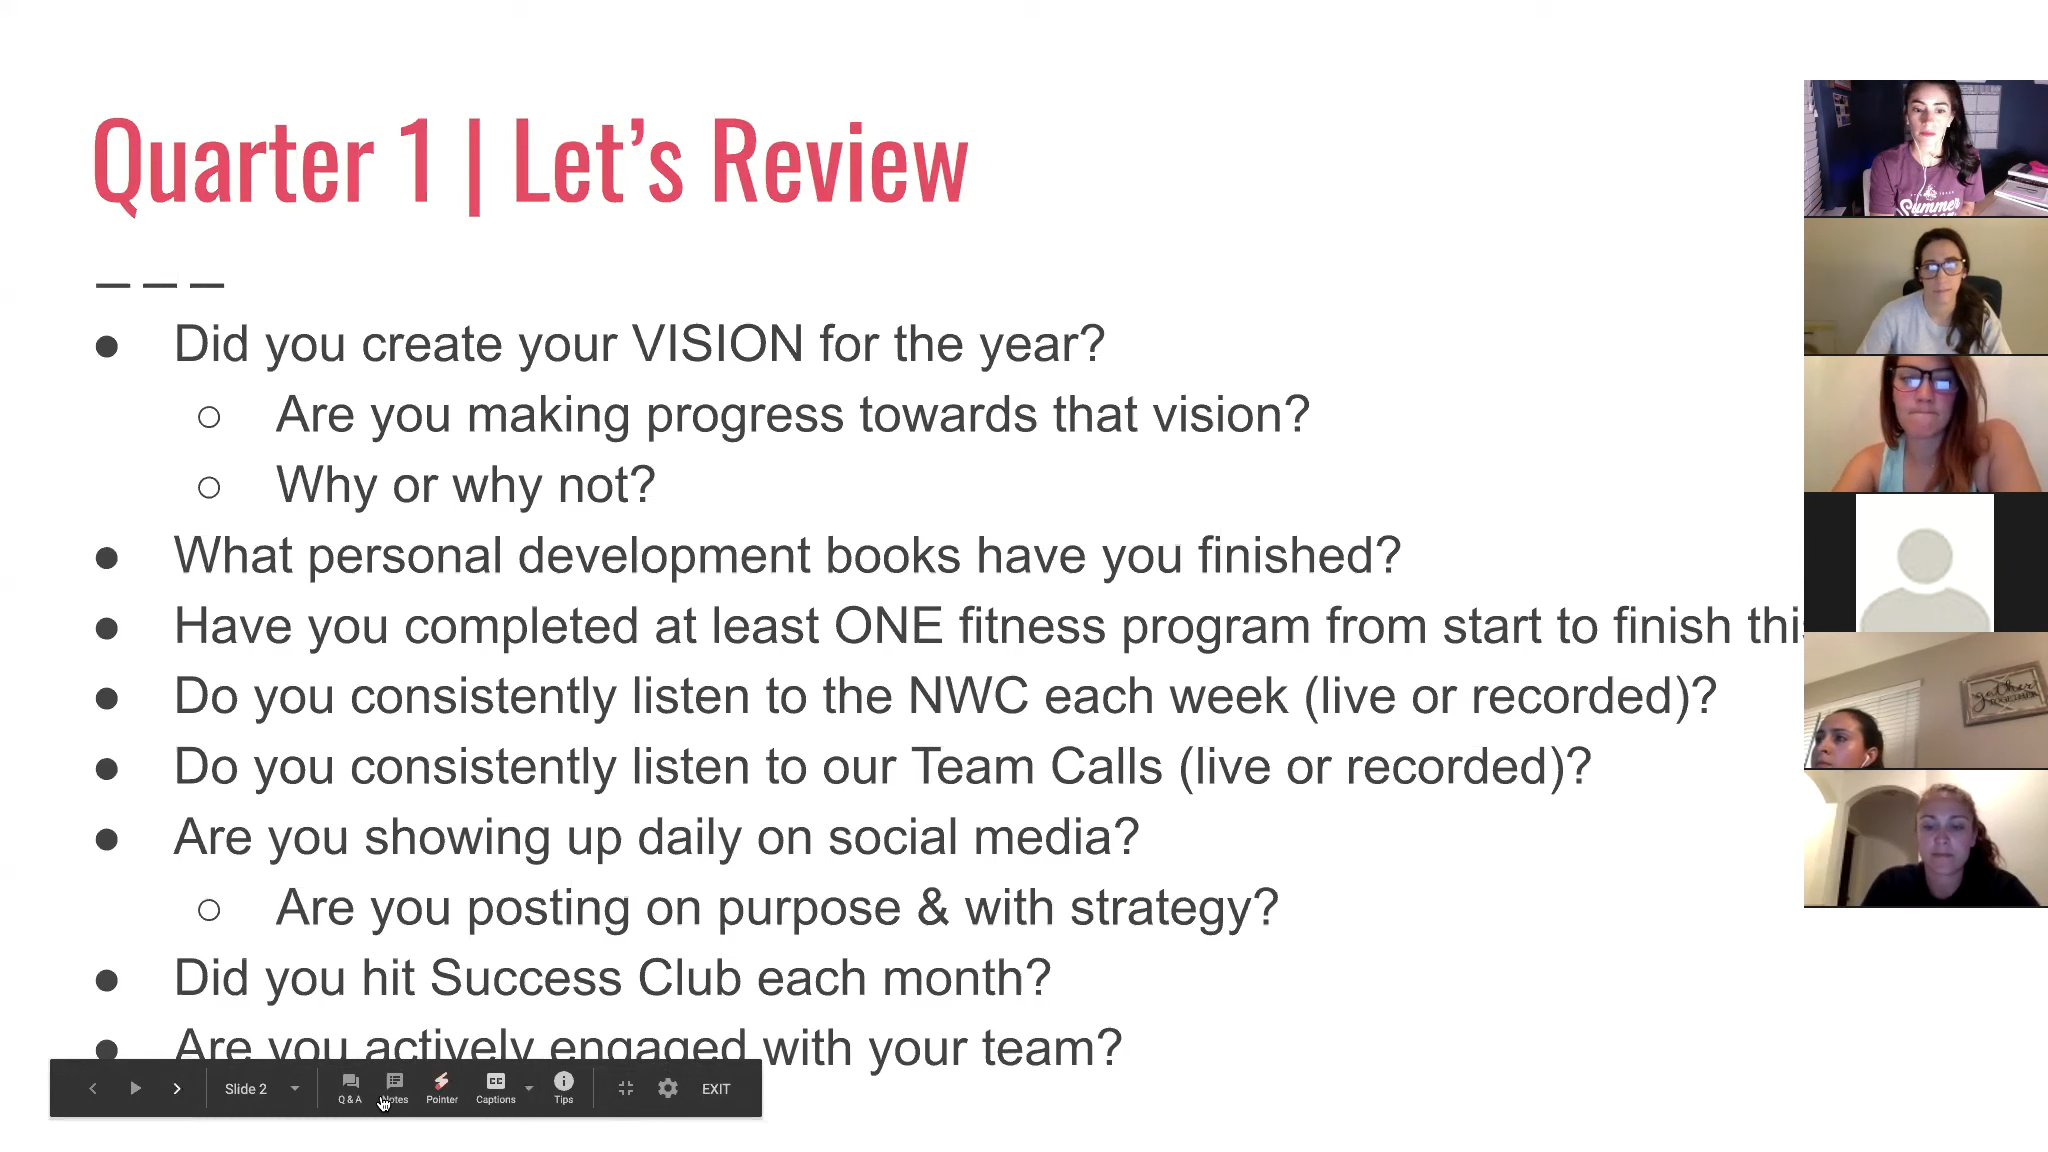 Quarter 1 | Let's Review
● Did you create your VISION for the year?
○ Are you making progress towards that vision?
○ Why or why not?
● What personal development books have you finished?
● Have you completed at least ONE fitness program from start to finish
● Do you consistently listen to the NWC each week (live or recorded)?
● Do you consistently listen to our Team Calls (live or recorded)?
● Are you showing up daily on social media?
○ Are you posting on purpose & with strategy?
● Did you hit Success Club each month?
● Are you actively engaged with your team?
Slide 2
Q & A
Notes
Pointer
CC
Captions
Tips
EXIT
Summer
gather
TOGETHER